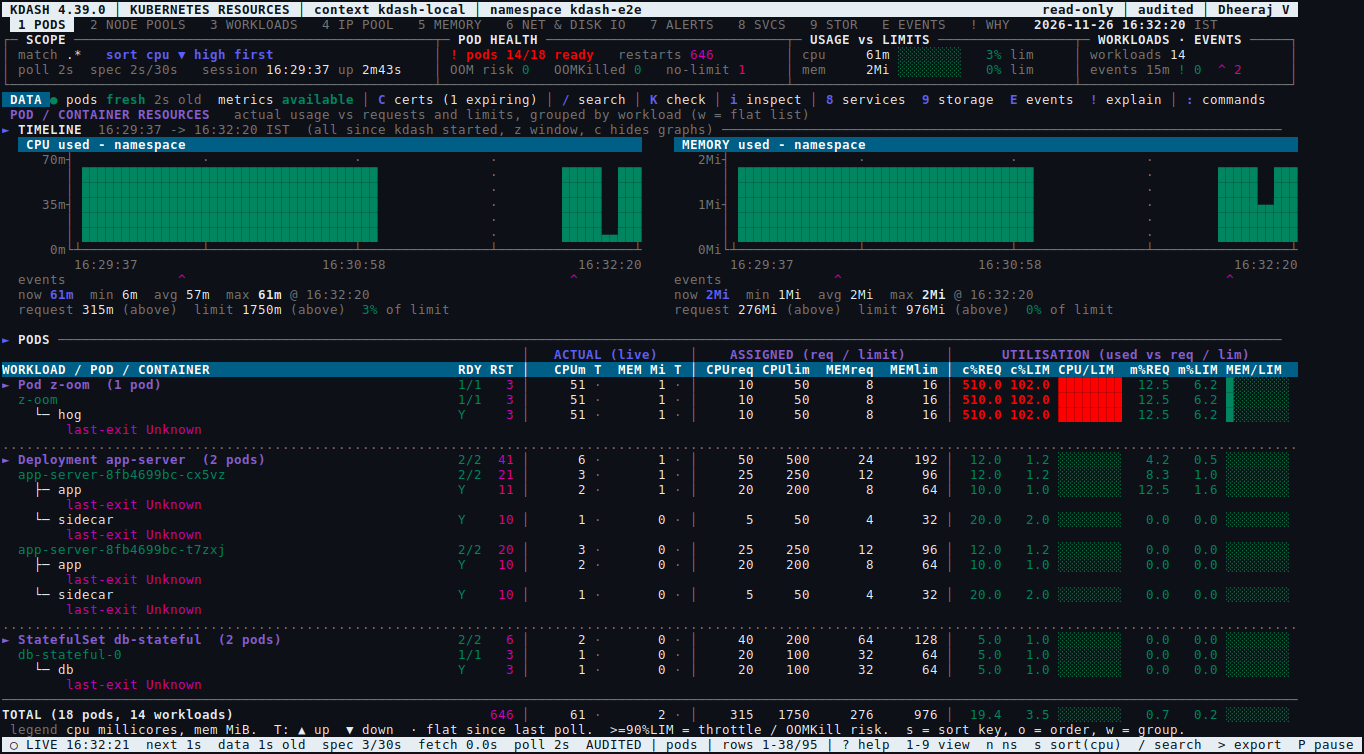 KDASH 4.39.0 │ KUBERNETES RESOURCES │ context kdash-local │ namespace kdash-e2e read-only │ audited │ Dheeraj V
1 PODS 2 NODE POOLS 3 WORKLOADS 4 IP POOL 5 MEMORY 6 NET & DISK IO 7 ALERTS 8 SVCS 9 STOR E EVENTS ! WHY 2026-11-26 16:32:20 IST
SCOPE POD HEALTH USAGE vs LIMITS WORKLOADS · EVENTS
match .* sort cpu ▼ high first ! pods 14/18 ready restarts 646 cpu 61m 3% lim workloads 14
poll 2s spec 2s/30s session 16:29:37 up 2m43s OOM risk 0 OOMKilled 0 no-limit 1 mem 2Mi 0% lim events 15m ! 0 ^ 2
DATA ● pods fresh 2s old metrics available │ C certs (1 expiring) │ / search │ K check │ i inspect │ 8 services 9 storage E events ! explain │ : commands
POD / CONTAINER RESOURCES actual usage vs requests and limits, grouped by workload (w = flat list)
► TIMELINE 16:29:37 -> 16:32:20 IST (all since kdash started, z window, c hides graphs)
CPU used - namespace MEMORY used - namespace
70m 2Mi
35m 1Mi
0m 0Mi
16:29:37 16:30:58 16:32:20 16:29:37 16:30:58 16:32:20
events ^ ^ events ^ ^
now 61m min 6m avg 57m max 61m @ 16:32:20 now 2Mi min 1Mi avg 2Mi max 2Mi @ 16:32:20
request 315m (above) limit 1750m (above) 3% of limit request 276Mi (above) limit 976Mi (above) 0% of limit
► PODS
│ ACTUAL (live) │ ASSIGNED (req / limit) │ UTILISATION (used vs req / lim)
WORKLOAD / POD / CONTAINER RDY RST │ CPUm T MEM Mi T │ CPUreq CPUlim MEMreq MEMlim │ c%REQ c%LIM CPU/LIM m%REQ m%LIM MEM/LIM
► Pod z-oom (1 pod) 1/1 3 │ 51 · 1 · │ 10 50 8 16 │ 510.0 102.0 12.5 6.2
z-oom 1/1 3 │ 51 · 1 · │ 10 50 8 16 │ 510.0 102.0 12.5 6.2
└─ hog Y 3 │ 51 · 1 · │ 10 50 8 16 │ 510.0 102.0 12.5 6.2
last-exit Unknown
► Deployment app-server (2 pods) 2/2 41 │ 6 · 1 · │ 50 500 24 192 │ 12.0 1.2 4.2 0.5
app-server-8fb4699bc-cx5vz 2/2 21 │ 3 · 1 · │ 25 250 12 96 │ 12.0 1.2 8.3 1.0
├─ app Y 11 │ 2 · 1 · │ 20 200 8 64 │ 10.0 1.0 12.5 1.6
last-exit Unknown
└─ sidecar Y 10 │ 1 · 0 · │ 5 50 4 32 │ 20.0 2.0 0.0 0.0
last-exit Unknown
app-server-8fb4699bc-t7zxj 2/2 20 │ 3 · 0 · │ 25 250 12 96 │ 12.0 1.2 0.0 0.0
├─ app Y 10 │ 2 · 0 · │ 20 200 8 64 │ 10.0 1.0 0.0 0.0
last-exit Unknown
└─ sidecar Y 10 │ 1 · 0 · │ 5 50 4 32 │ 20.0 2.0 0.0 0.0
last-exit Unknown
► StatefulSet db-stateful (2 pods) 2/2 6 │ 2 · 0 · │ 40 200 64 128 │ 5.0 1.0 0.0 0.0
db-stateful-0 1/1 3 │ 1 · 0 · │ 20 100 32 64 │ 5.0 1.0 0.0 0.0
└─ db Y 3 │ 1 · 0 · │ 20 100 32 64 │ 5.0 1.0 0.0 0.0
last-exit Unknown
TOTAL (18 pods, 14 workloads) 646 │ 61 · 2 · │ 315 1750 276 976 │ 19.4 3.5 0.7 0.2
legend cpu millicores, mem MiB. T: ▲ up ▼ down · flat since last poll. >=90%LIM = throttle / OOMKill risk. s = sort key, o = order, w = group.
○ LIVE 16:32:21 next 1s data 1s old spec 3/30s fetch 0.0s poll 2s AUDITED | pods | rows 1-38/95 | ? help 1-9 view n ns s sort(cpu) / search > export P pause